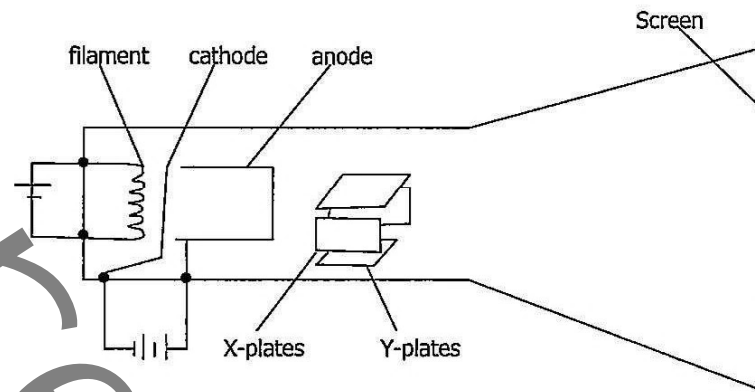 Screen
filament
cathode
anode
X-plates
Y-plates